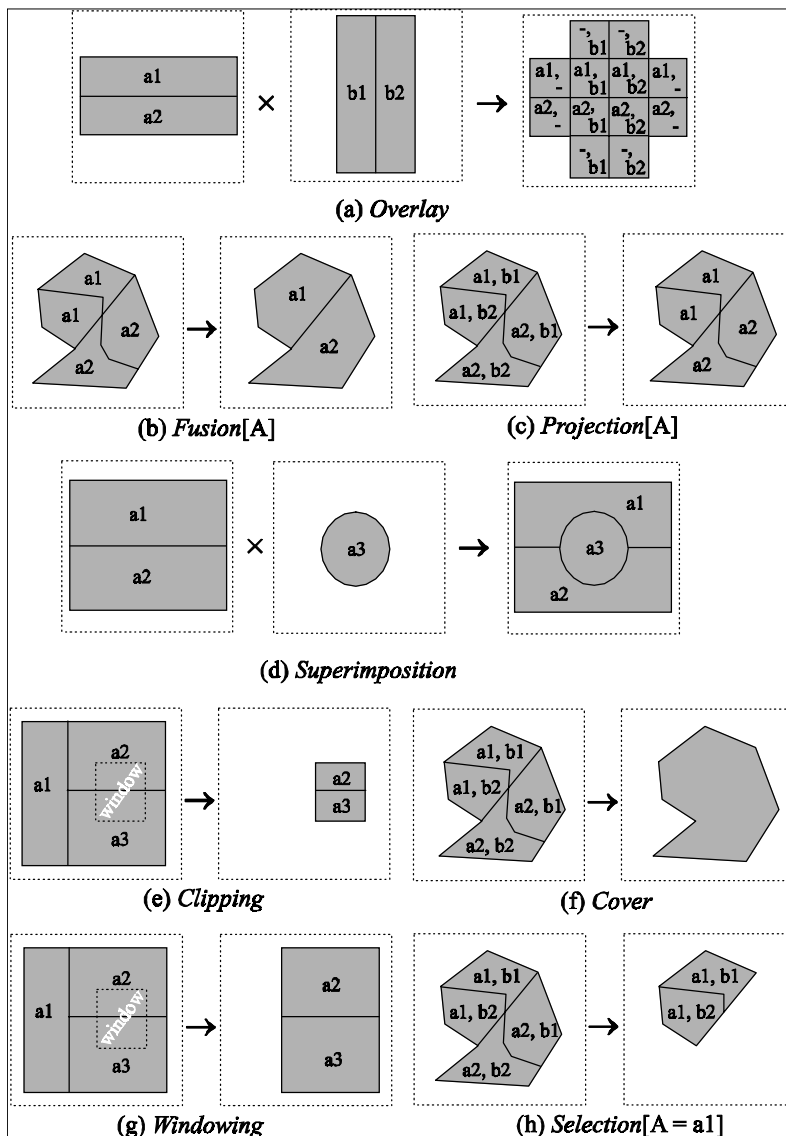 a1
a2
×
b1 b2
→
-, b1 -, b2
a1, - a1, b1 a1, b2 a1, -
a2, - a2, b1 a2, b2 a2, -
-, b1 -, b2
(a) Overlay
a1
a1
a2
a2
→
a1
a2
(b) Fusion[A]
a1, b1
a1, b2
a2, b1
a2, b2
→
a1
a1
a2
a2
(c) Projection[A]
a1
a2
×
a3
→
a1
a3
a2
(d) Superimposition
a1
a2
window
a3
→
a2
a3
(e) Clipping
a1, b1
a1, b2
a2, b1
a2, b2
→
(f) Cover
a1
a2
window
a3
→
a2
a3
(g) Windowing
a1, b1
a1, b2
a2, b1
a2, b2
→
a1, b1
a1, b2
(h) Selection[A = a1]